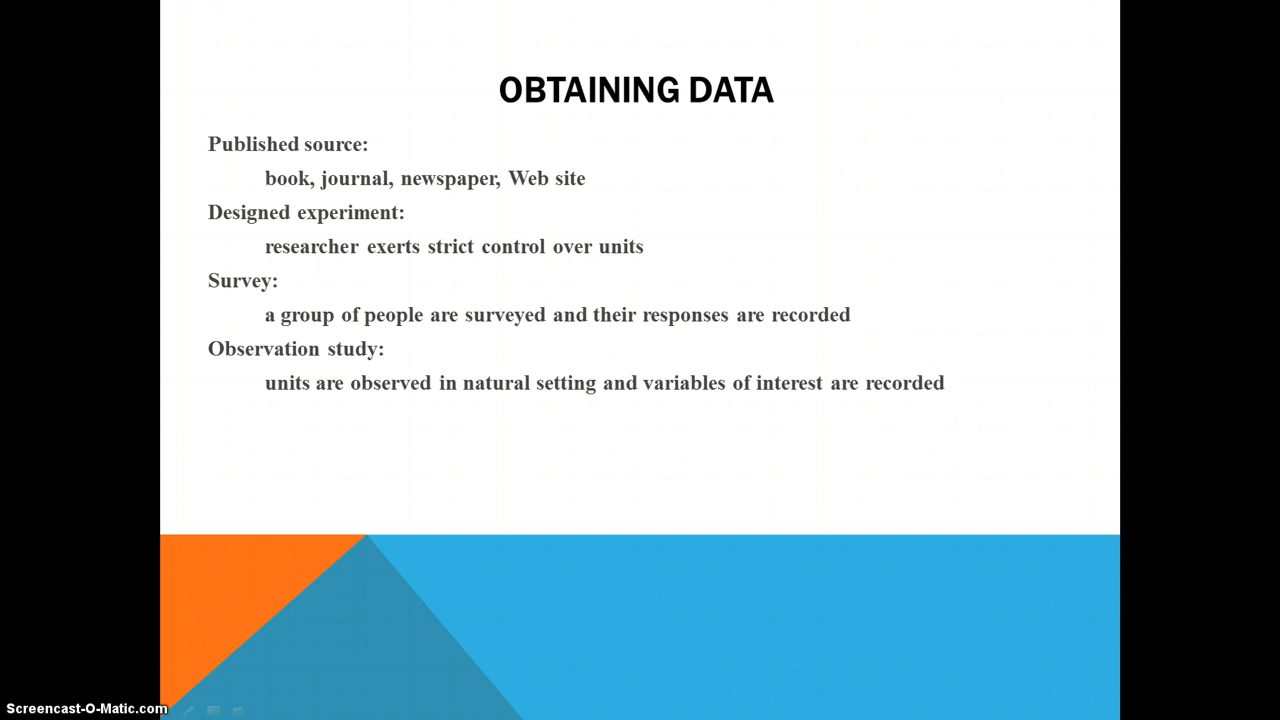 OBTAINING DATA
Published source:
book, journal, newspaper, Web site
Designed experiment:
researcher exerts strict control over units
Survey:
a group of people are surveyed and their responses are recorded
Observation study:
units are observed in natural setting and variables of interest are recorded
Screencast-O-Matic.com